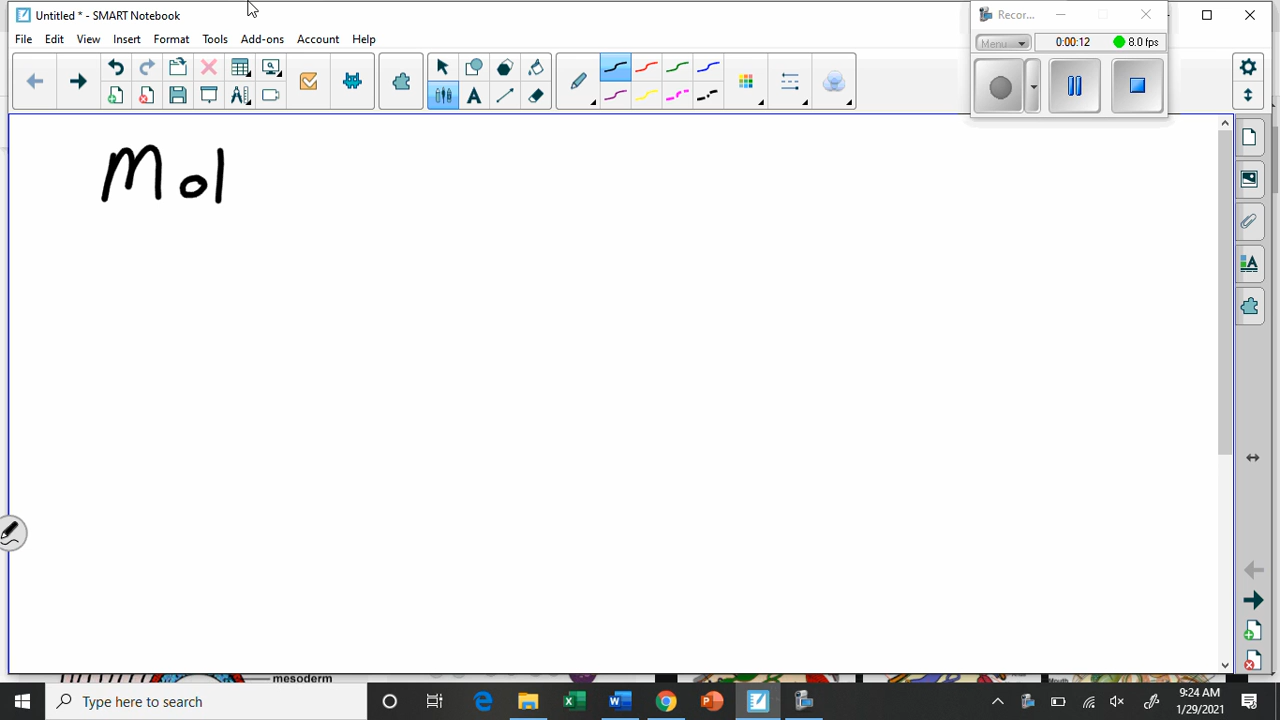 Untitled * - SMART Notebook
Recor...
File Edit View Insert Format Tools Add-ons Account Help
Menu
0:00:12
8.0 fps
Mol
mesoderm
Type here to search
9:24 AM
1/29/2021